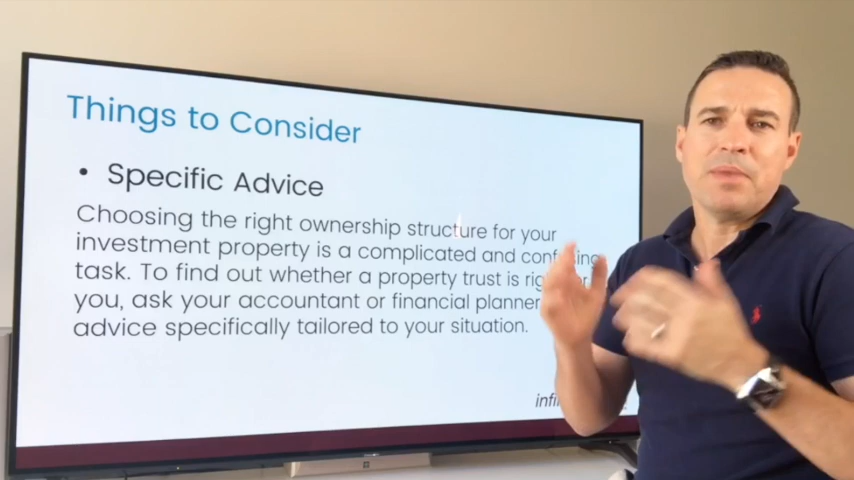 Things to Consider
• Specific Advice
Choosing the right ownership structure for your
investment property is a complicated and
task. To find out whether a property trust is
you, ask your accountant or financial planner
advice specifically tailored to your situation.